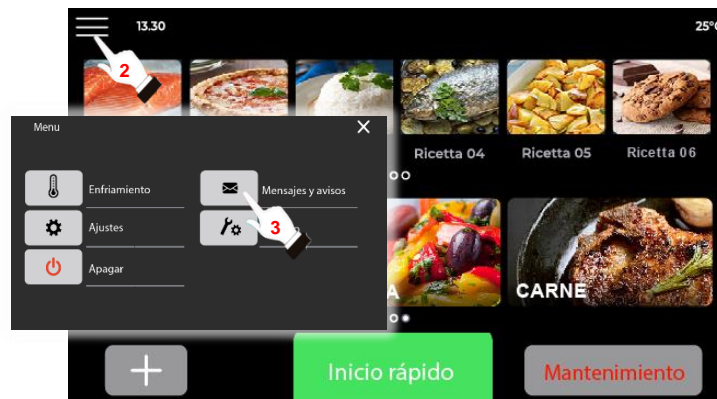 13.30
25°
2
Menu
Ricetta 04
Ricetta 05
Ricetta 06
Enfriamiento
Mensajes y avisos
Ajustes
3
Apagar
CARNE
Inicio rápido
Mantenimiento